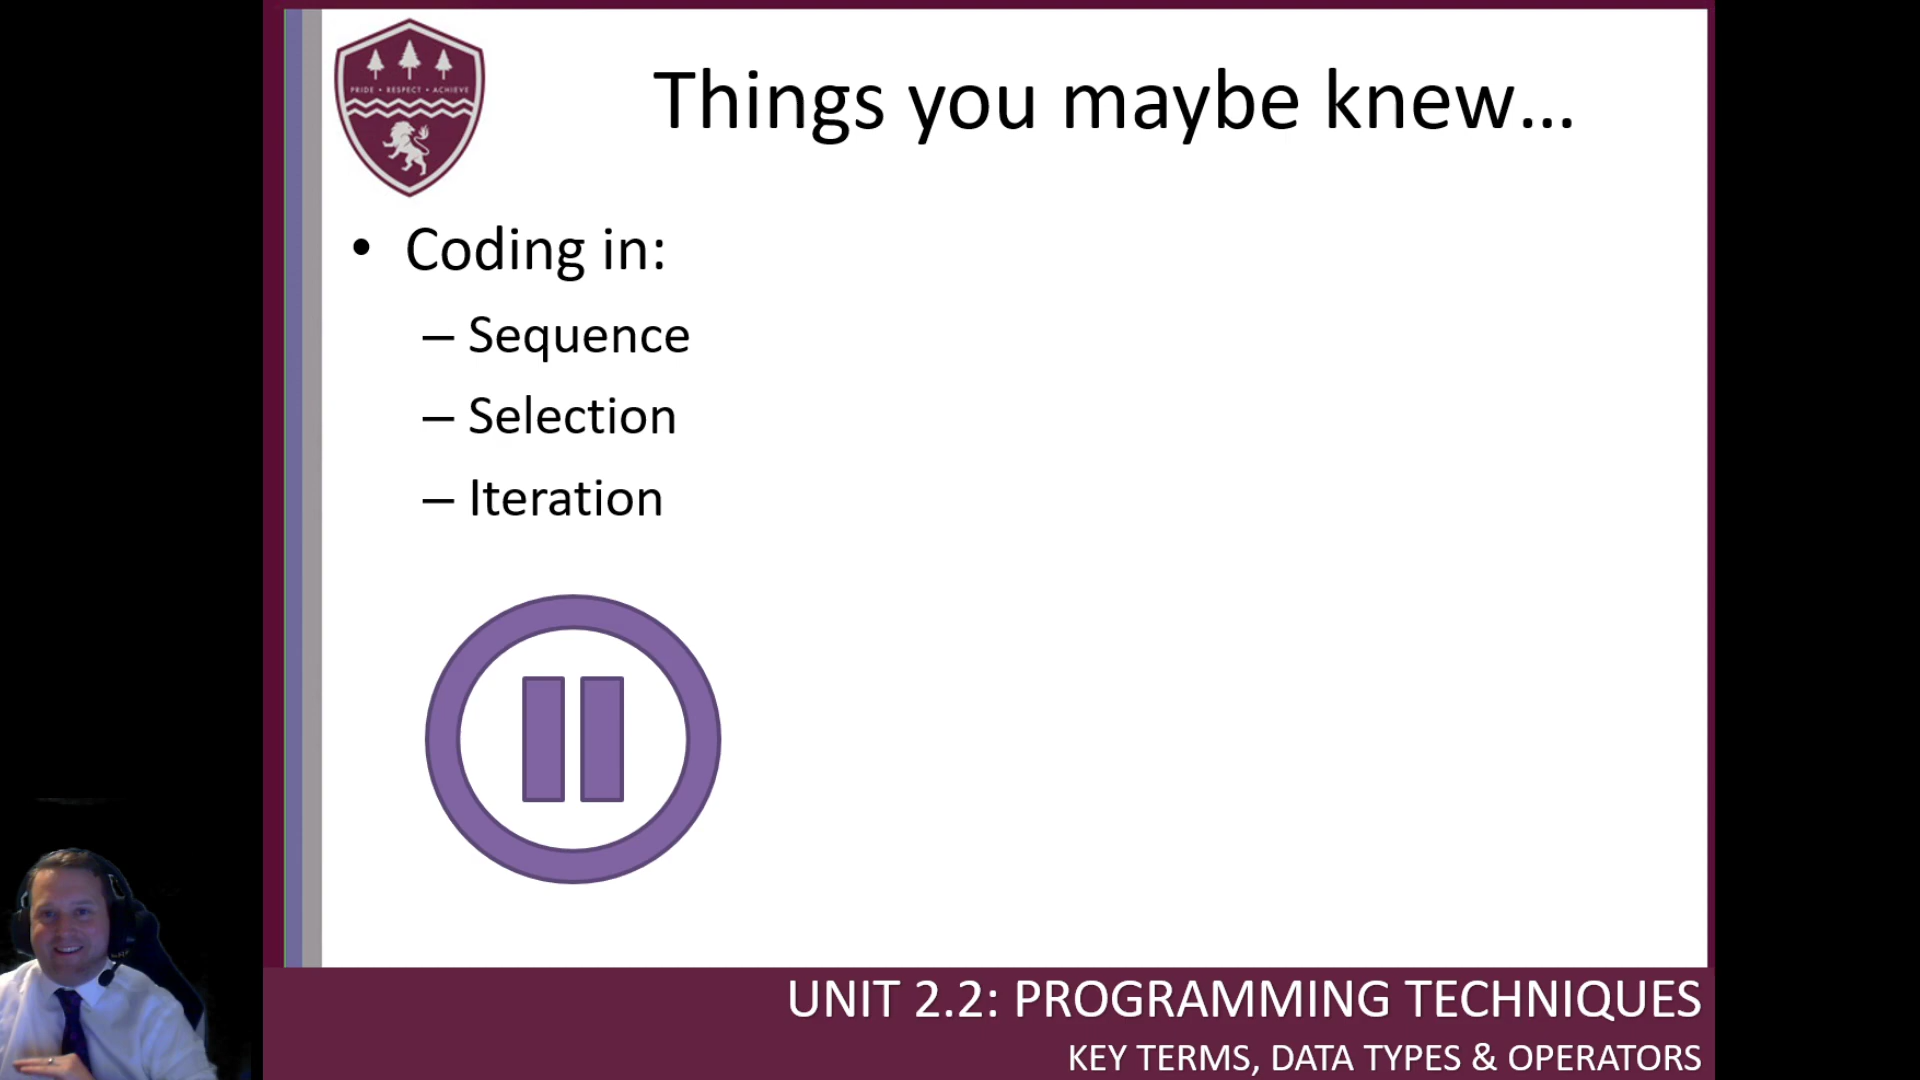 PRIDE • RESPECT • ACHIEVE
Things you maybe knew...
• Coding in:
– Sequence
– Selection
– Iteration
UNIT 2.2: PROGRAMMING TECHNIQUES
KEY TERMS, DATA TYPES & OPERATORS